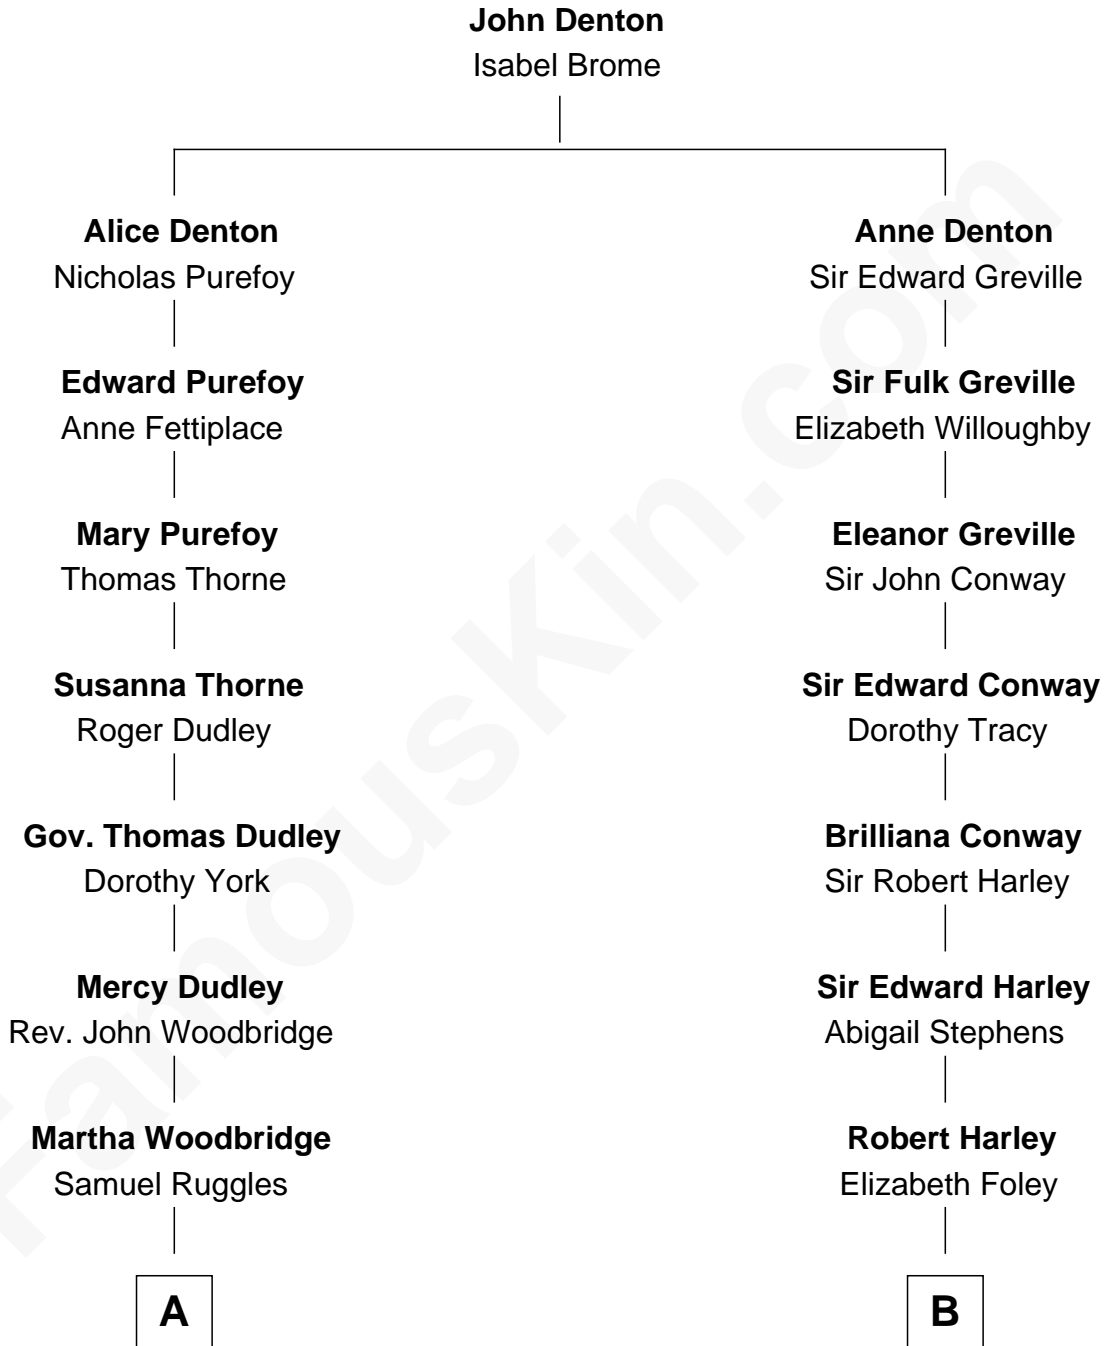 John Denton
Isabel Brome
Alice Denton
Nicholas Purefoy
Edward Purefoy
Anne Fettiplace
Mary Purefoy
Thomas Thorne
Susanna Thorne
Roger Dudley
Gov. Thomas Dudley
Dorothy York
Mercy Dudley
Rev. John Woodbridge
Martha Woodbridge
Samuel Ruggles
A
Anne Denton
Sir Edward Greville
Sir Fulk Greville
Elizabeth Willoughby
Eleanor Greville
Sir John Conway
Sir Edward Conway
Dorothy Tracy
Brilliana Conway
Sir Robert Harley
Sir Edward Harley
Abigail Stephens
Robert Harley
Elizabeth Foley
B
FamousKin.com